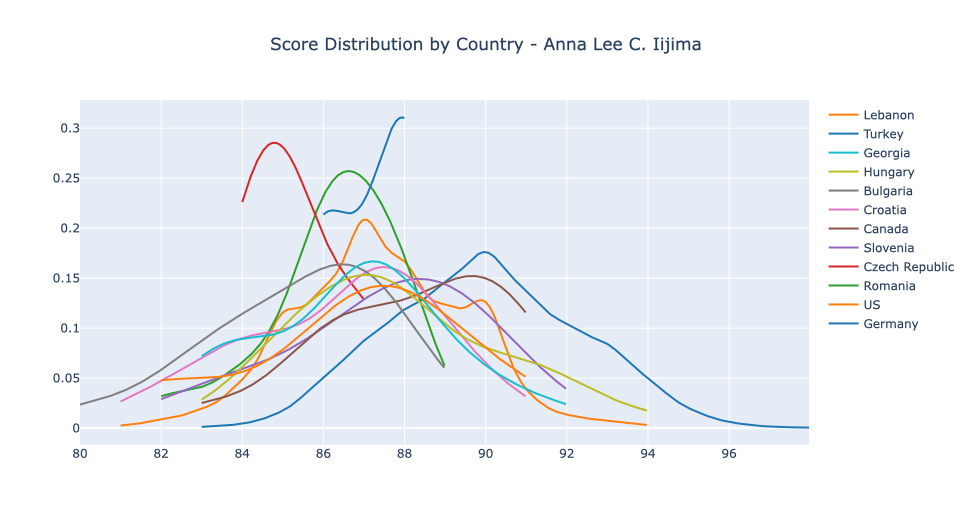 Score Distribution by Country - Anna Lee C. Iijima
0.3
0.25
0.2
0.15
0.1
0.05
0
80 82 84 86 88 90 92 94 96
Lebanon
Turkey
Georgia
Hungary
Bulgaria
Croatia
Canada
Slovenia
Czech Republic
Romania
US
Germany